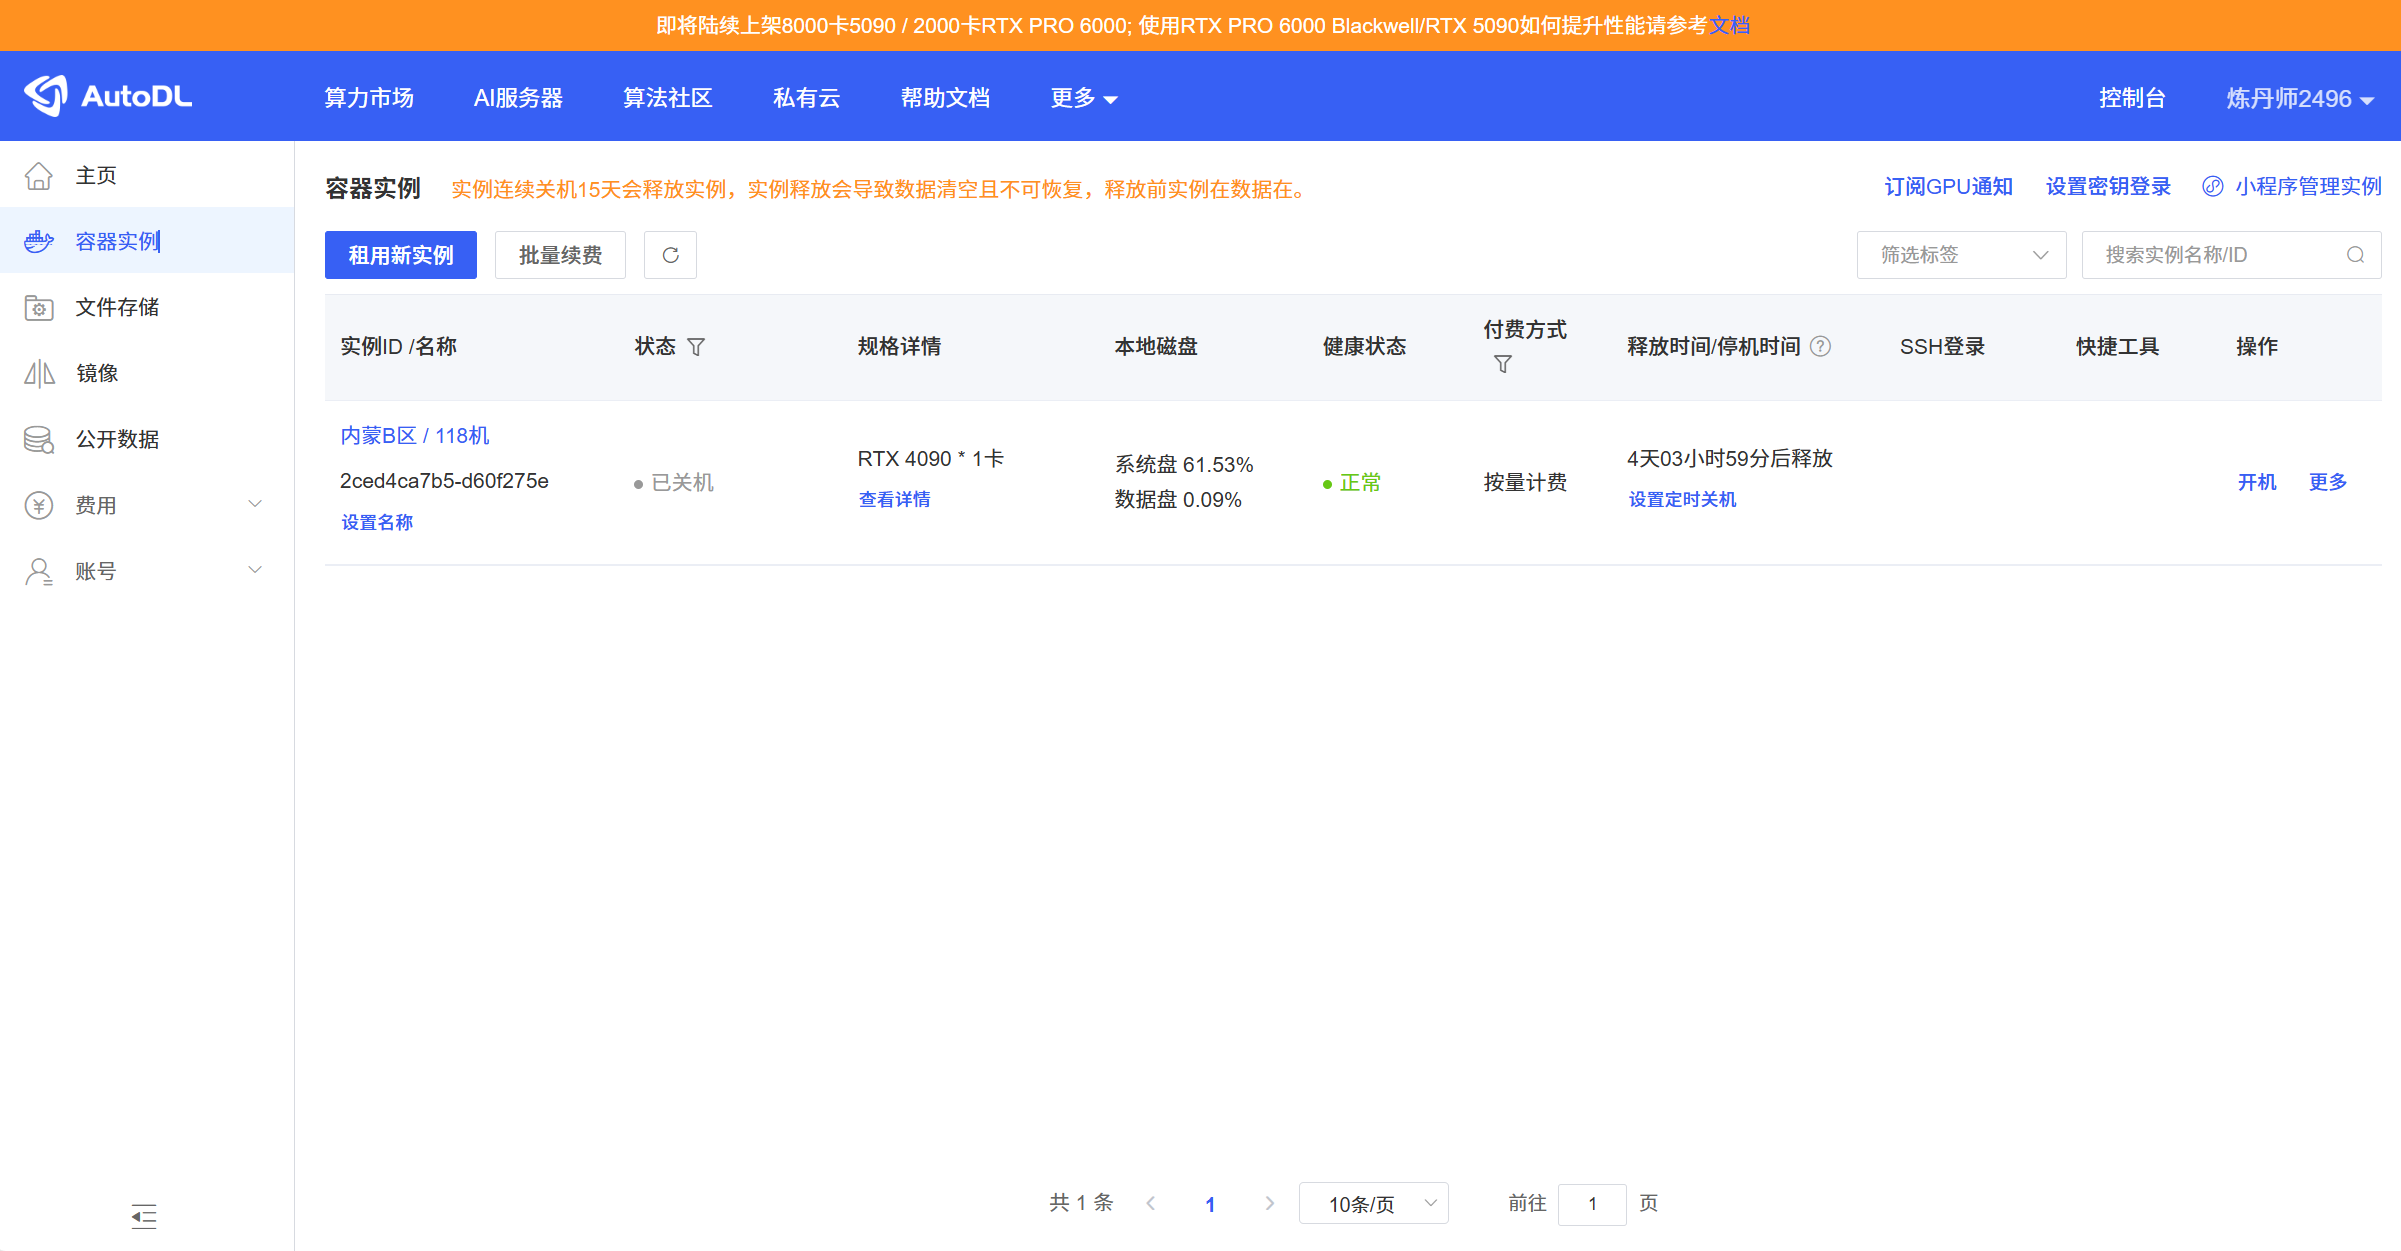 即将陆续上架8000卡5090 / 2000卡RTX PRO 6000; 使用RTX PRO 6000 Blackwell/RTX 5090如何提升性能请参考文档
AutoDL
算力市场
AI服务器
算法社区
私有云
帮助文档
更多
控制台
炼丹师2496
主页
容器实例
文件存储
镜像
公开数据
费用
账号
容器实例
实例连续关机15天会释放实例，实例释放会导致数据清空且不可恢复，释放前实例在数据在。
订阅GPU通知
设置密钥登录
小程序管理实例
租用新实例
批量续费
筛选标签
搜索实例名称/ID
实例ID /名称
状态
规格详情
本地磁盘
健康状态
付费方式
释放时间/停机时间
SSH登录
快捷工具
操作
内蒙B区 / 118机
2ced4ca7b5-d60f275e
设置名称
已关机
RTX 4090 * 1卡
查看详情
系统盘 61.53%
数据盘 0.09%
正常
按量计费
4天03小时59分后释放
设置定时关机
开机
更多
共 1 条
1
10条/页
前往
1
页